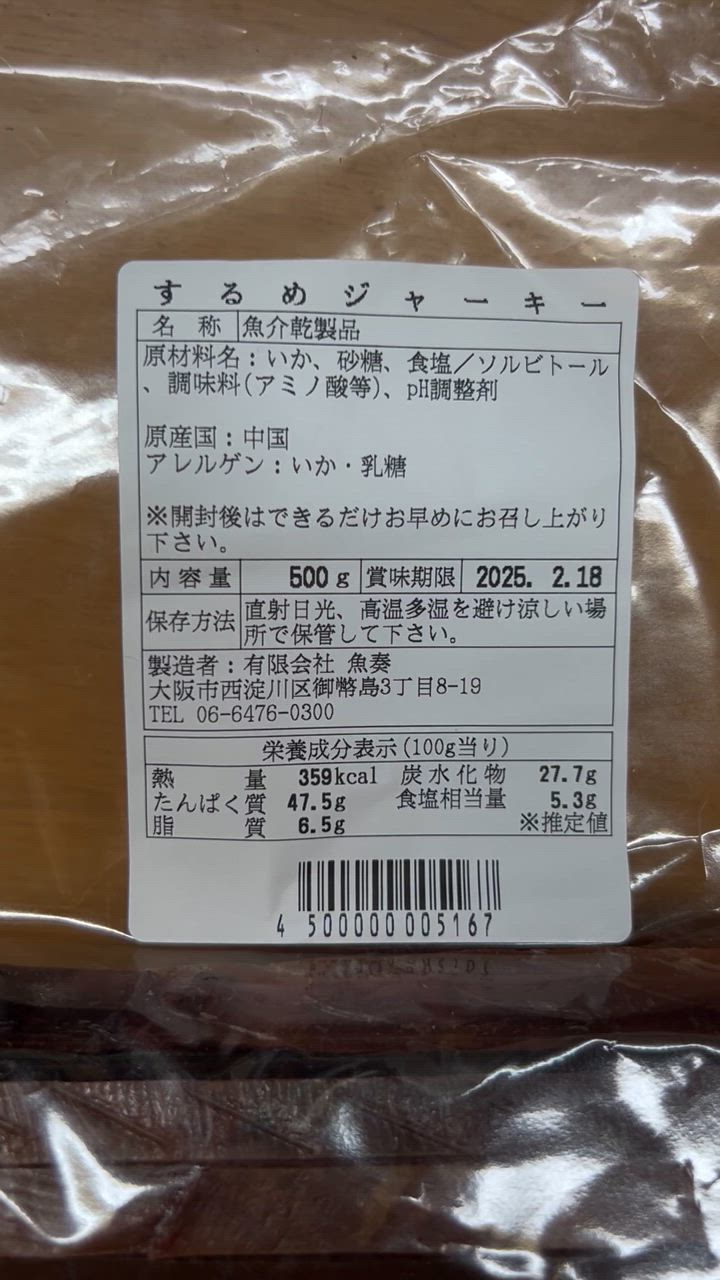 するめジャーキー
名称 魚介乾製品
原材料名：いか、砂糖、食塩／ソルビトール
、調味料(アミノ酸等)、pH調整剤
原産国：中国
アレルゲン：いか・乳糖
※開封後はできるだけお早めにお召し上がり
下さい。
内容量 500g 賞味期限 2025. 2.18
保存方法 直射日光、高温多湿を避け涼しい場
所で保管して下さい。
製造者：有限会社 魚奏
大阪市西淀川区御幣島3丁目8-19
TEL 06-6476-0300
栄養成分表示(100g当り)
熱量 359kcal 炭水化物 27.7g
たんぱく質 47.5g 食塩相当量 5.3g
脂質 6.5g ※推定値
4 500000 005167